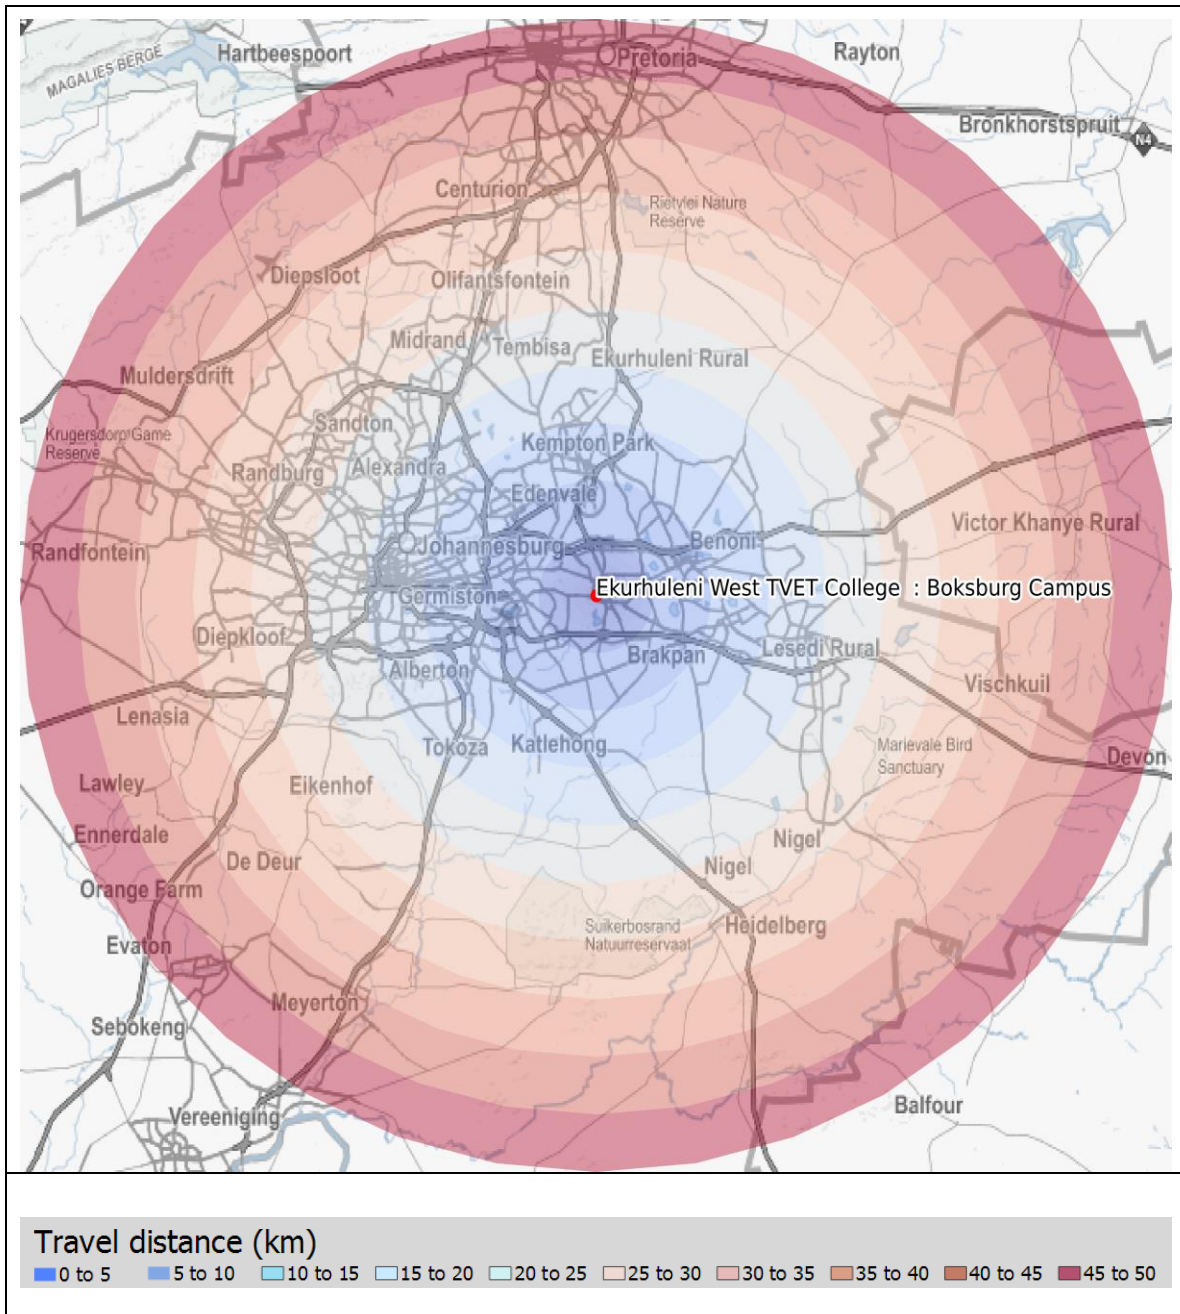 Hartbeespoort
Pretoria
Rayton
MAGALIES BERGE
Bronkhorstspruit
N4
Centurion
Rietvlei Nature
Reserve
Diepsloot
Olifantsfontein
Midrand
Tembisa
Ekurhuleni Rural
Muldersdrift
Sandton
Krugersdorp Game
Reserve
Kempton Park
Randburg
Alexandra
Edenvale
Victor Khanye Rural
Randfontein
Johannesburg
Benoni
Ekurhuleni West TVET College : Boksburg Campus
Germiston
Diepkloof
Lesedi Rural
Brakpan
Alberton
Vischkuil
Lenasia
Tokoza
Katlehong
Marievale Bird
Sanctuary
Devon
Lawley
Eikenhof
Ennerdale
Nigel
De Deur
Nigel
Orange Farm
Suikerbosrand
Natuurreservaat
Heidelberg
Evaton
Meyerton
Sebokeng
Vereeniging
Balfour
Travel distance (km)
0 to 5 5 to 10 10 to 15 15 to 20 20 to 25 25 to 30 30 to 35 35 to 40 40 to 45 45 to 50